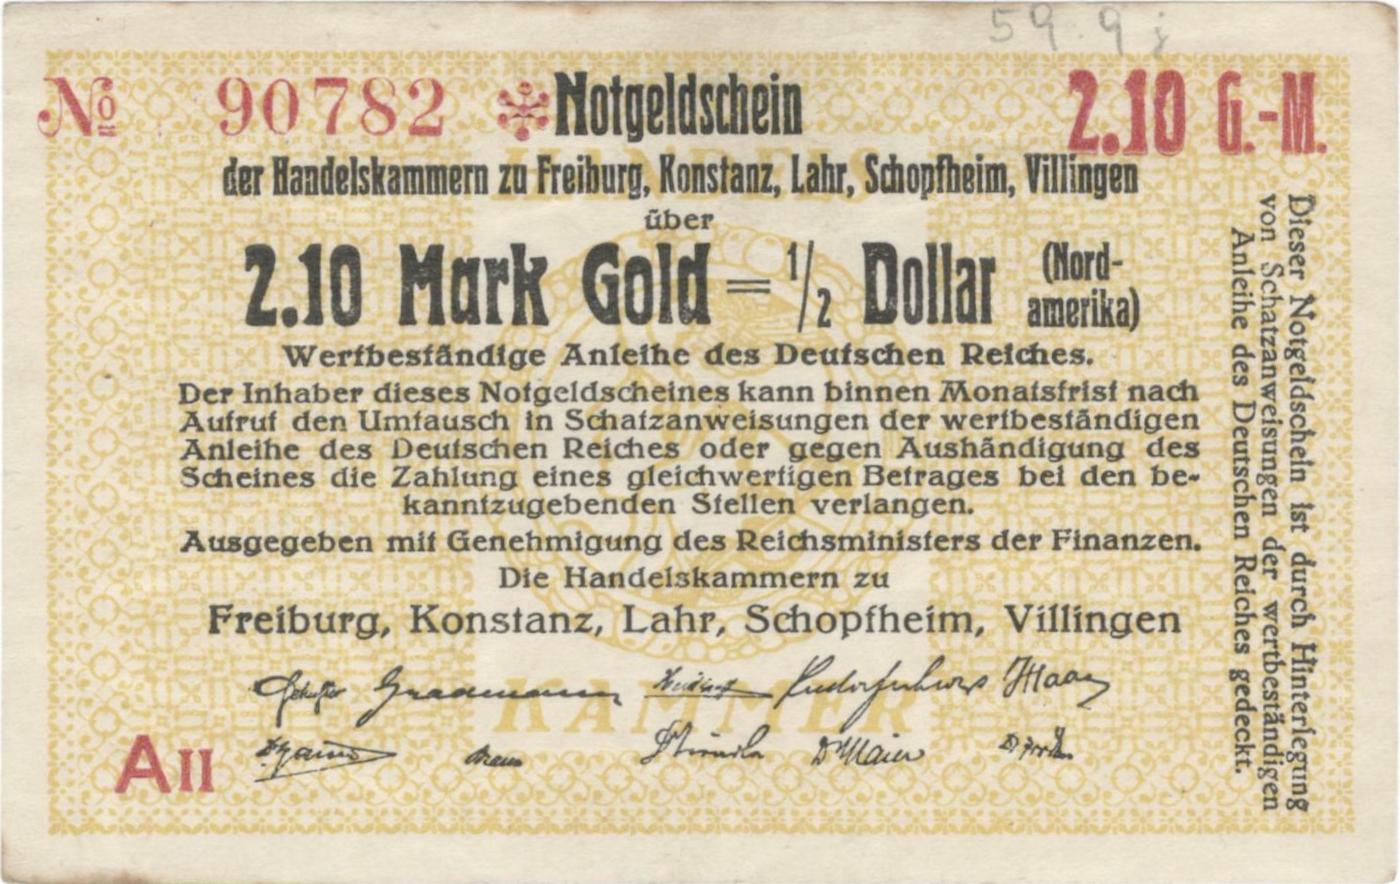 59.9j
№ 90782 Notgeldschein 2.10 G.-M.
der Handelskammern zu Freiburg, Konstanz, Lahr, Schopfheim, Villingen
über
2.10 Mark Gold = 1/2 Dollar (Nord-
amerika)
Wertbeständige Anleihe des Deutschen Reiches.
Der Inhaber dieses Notgeldscheines kann binnen Monatsfrist nach
Aufruf den Umtausch in Schatzanweisungen der wertbeständigen
Anleihe des Deutschen Reiches oder gegen Aushändigung des
Scheines die Zahlung eines gleichwertigen Betrages bei den be-
kanntzugebenden Stellen verlangen.
Ausgegeben mit Genehmigung des Reichsministers der Finanzen.
Die Handelskammern zu
Freiburg, Konstanz, Lahr, Schopfheim, Villingen
A II
Dieser Notgeldschein ist durch Hinterlegung
von Schatzanweisungen der wertbeständigen
Anleihe des Deutschen Reiches gedeckt.
HANDELS
KAMMER